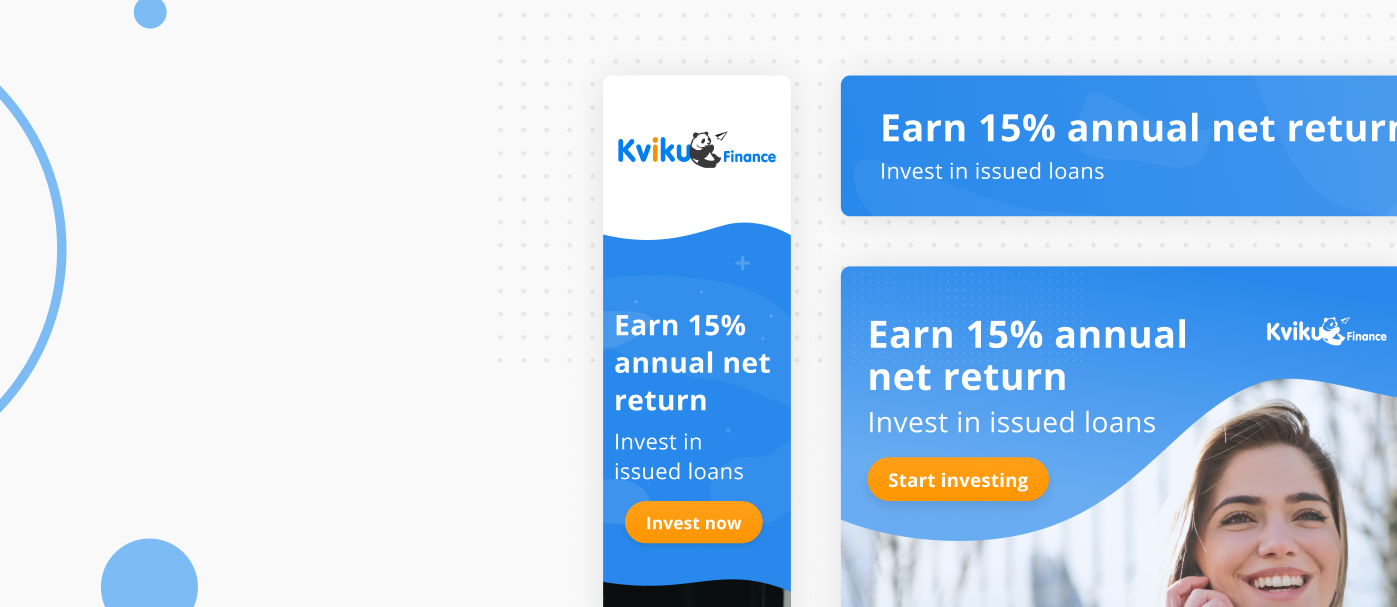 Kviku Finance
Earn 15%
annual net
return
Invest in
issued loans
Invest now
Earn 15% annual net return
Invest in issued loans
Kviku Finance
Earn 15% annual
net return
Invest in issued loans
Start investing